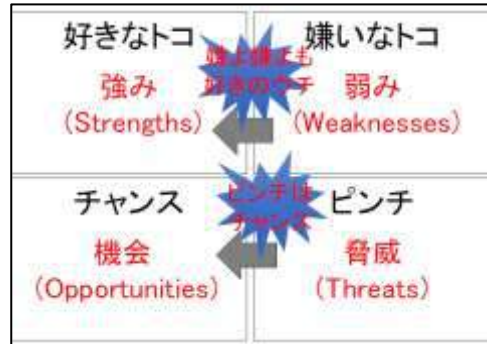 好きなトコ
強み
(Strengths)
嫌よ嫌よも
好きのウチ
嫌いなトコ
弱み
(Weaknesses)
チャンス
機会
(Opportunities)
ピンチは
チャンス
ピンチ
脅威
(Threats)